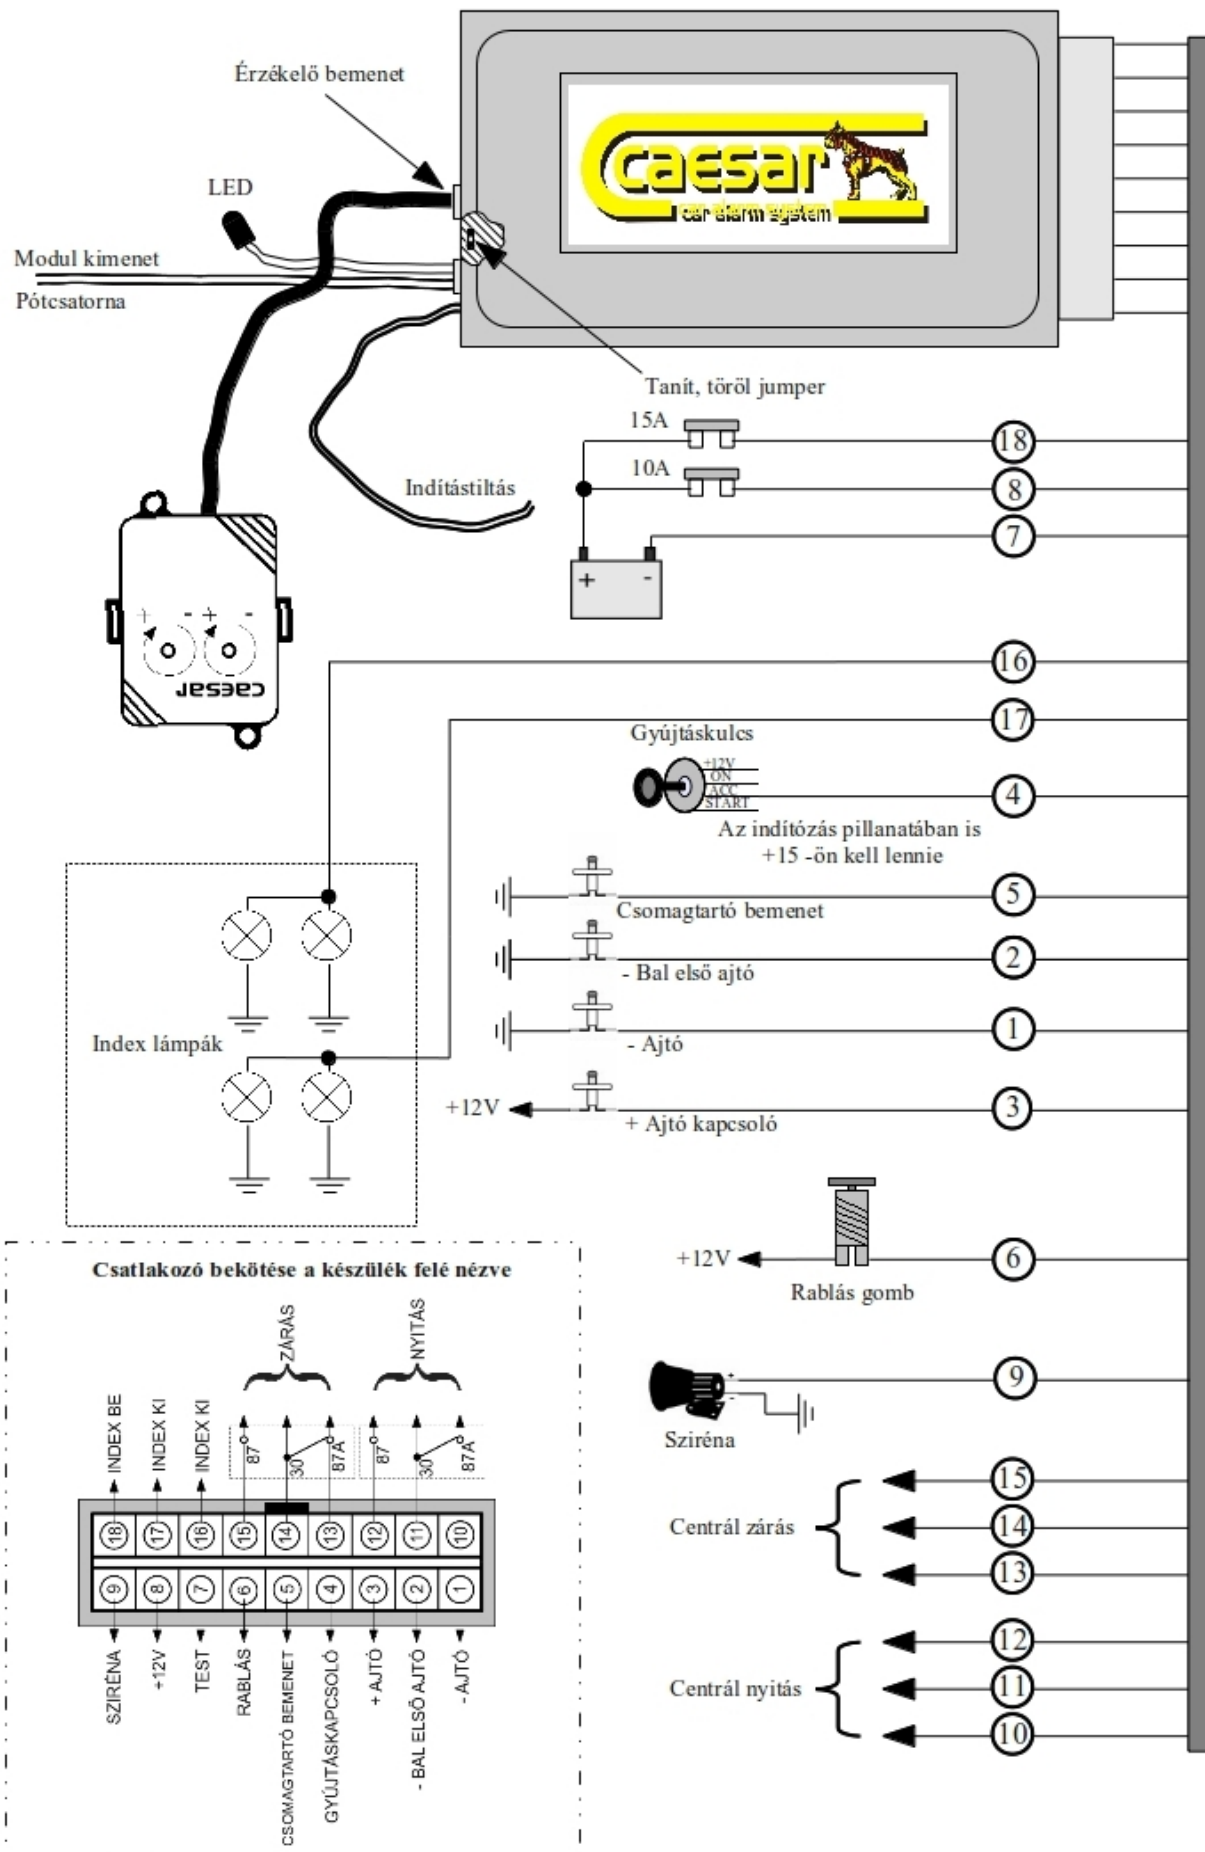 Érzékelő bemenet
caesar
car alarm system
LED
Modul kimenet
Pótcsatorna
Tanít, töröl jumper
15A
18
10A
8
Indítástiltás
7
+ -
+ - + -
caesar
16
17
Gyújtáskulcs
+12V
ON
ACC
START
4
Az indítózás pillanatában is
+15 -ön kell lennie
5
Csomagtartó bemenet
2
- Bal első ajtó
Index lámpák
1
- Ajtó
+12V
3
+ Ajtó kapcsoló
+12V
6
Rablás gomb
+
-
9
Sziréna
Centrál zárás
15
14
13
Centrál nyitás
12
11
10
Csatlakozó bekötése a készülék felé nézve
ZÁRÁS
NYITÁS
INDEX BE
INDEX KI
INDEX KI
87
30
87A
87
30
87A
18 17 16 15 14 13 12 11 10
9 8 7 6 5 4 3 2 1
SZIRÉNA
+12V
TEST
RABLÁS
CSOMAGTARTÓ BEMENET
GYÚJTÁSKAPCSOLÓ
+ AJTÓ
- BAL ELSŐ AJTÓ
- AJTÓ